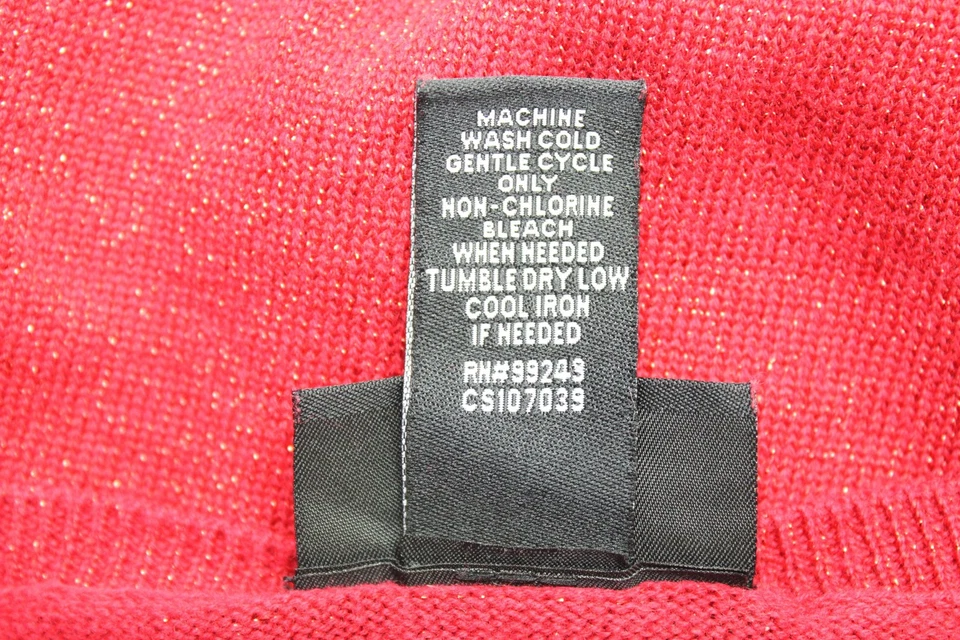 MACHINE
WASH COLD
GENTLE CYCLE
ONLY
NON-CHLORINE
BLEACH
WHEN NEEDED
TUMBLE DRY LOW
COOL IRON
IF NEEDED
RN#99249
CS107039